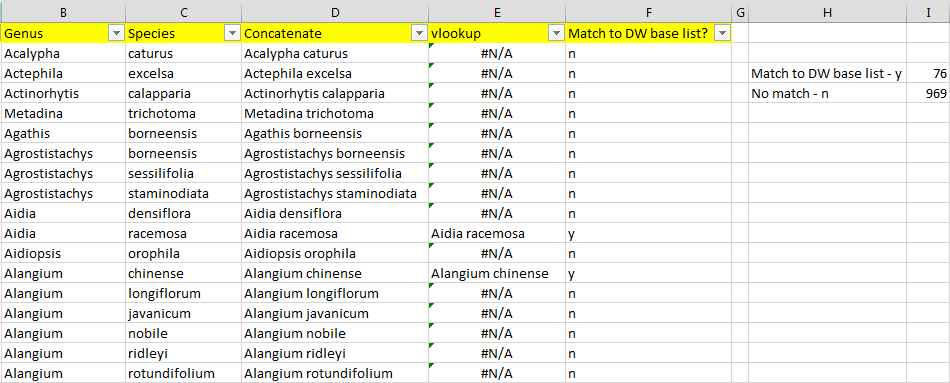 B C D E F G H I
Genus Species Concatenate vlookup Match to DW base list?
Acalypha caturus Acalypha caturus #N/A n
Actephila excelsa Actephila excelsa #N/A n Match to DW base list - y 76
Actinorhytis calapparia Actinorhytis calapparia #N/A n No match - n 969
Metadina trichotoma Metadina trichotoma #N/A n
Agathis borneensis Agathis borneensis #N/A n
Agrostistachys borneensis Agrostistachys borneensis #N/A n
Agrostistachys sessilifolia Agrostistachys sessilifolia #N/A n
Agrostistachys staminodiata Agrostistachys staminodiata #N/A n
Aidia densiflora Aidia densiflora #N/A n
Aidia racemosa Aidia racemosa Aidia racemosa y
Aidiopsis orophila Aidiopsis orophila #N/A n
Alangium chinense Alangium chinense Alangium chinense y
Alangium longiflorum Alangium longiflorum #N/A n
Alangium javanicum Alangium javanicum #N/A n
Alangium nobile Alangium nobile #N/A n
Alangium ridleyi Alangium ridleyi #N/A n
Alangium rotundifolium Alangium rotundifolium #N/A n